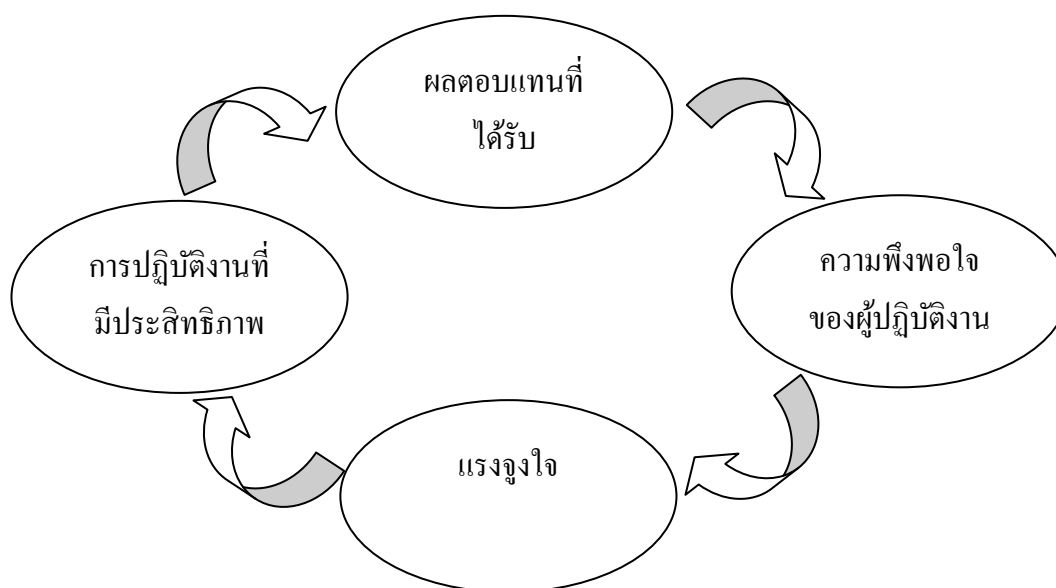 ผลตอบแทนที่
ได้รับ
ความพึงพอใจ
ของผู้ปฏิบัติงาน
แรงจูงใจ
การปฏิบัติงานที่
มีประสิทธิภาพ